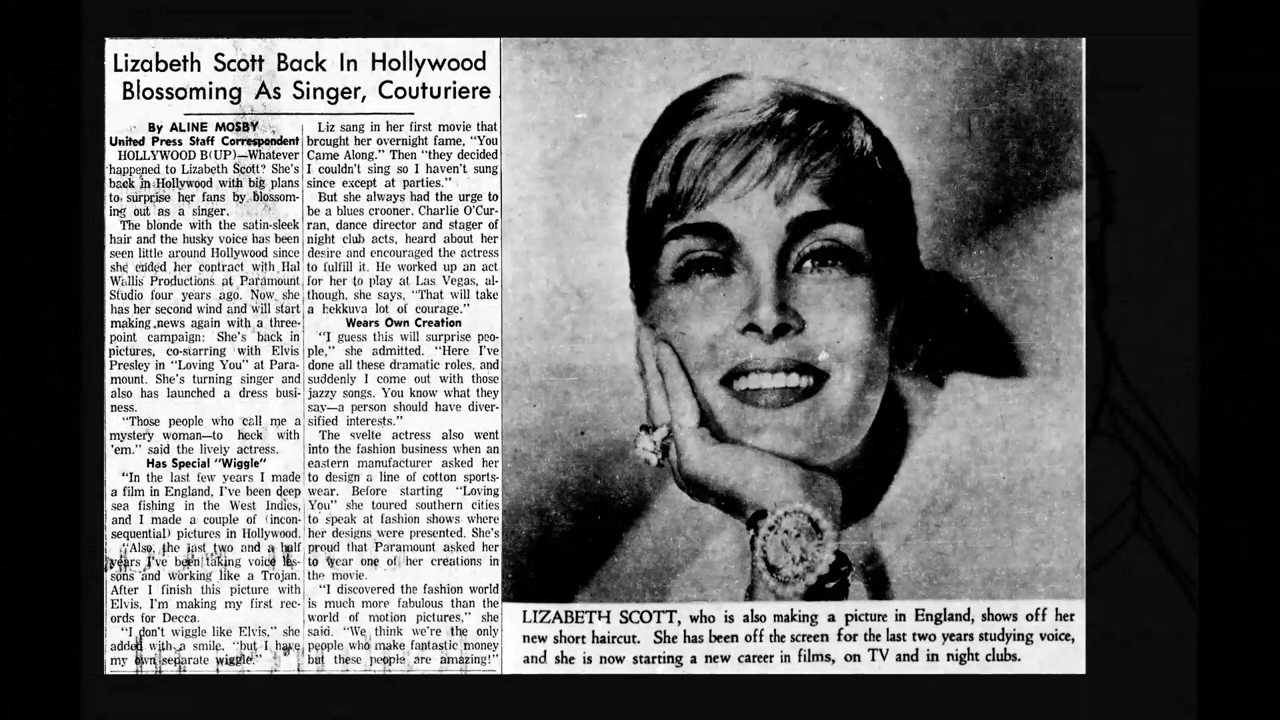 Lizabeth Scott Back In Hollywood
Blossoming As Singer, Couturiere
By ALINE MOSBY
United Press Staff Correspondent
HOLLYWOOD B(UP)—Whatever
happened to Lizabeth Scott? She's
back in Hollywood with big plans
to surprise her fans by blossom-
ing out as a singer.
The blonde with the satin-sleek
hair and the husky voice has been
seen little around Hollywood since
she ended her contract with Hal
Wallis Productions at Paramount
Studio four years ago. Now she
has her second wind and will start
making news again with a three-
point campaign: She's back in
pictures, co-starring with Elvis
Presley in "Loving You" at Para-
mount. She's turning singer and
also has launched a dress busi-
ness.
"Those people who call me a
mystery woman—to heck with
'em." said the lively actress.
Has Special "Wiggle"
"In the last few years I made
a film in England, I've been deep
sea fishing in the West Indies,
and I made a couple of (incon-
sequential) pictures in Hollywood.
"Also, the last two and a half
years I've been taking voice les-
sons and working like a Trojan.
After I finish this picture with
Elvis, I'm making my first rec-
ords for Decca.
"I don't wiggle like Elvis," she
added with a smile, "but I have
my own separate wiggle."
Liz sang in her first movie that
brought her overnight fame, "You
Came Along." Then "they decided
I couldn't sing so I haven't sung
since except at parties."
But she always had the urge to
be a blues crooner. Charlie O'Cur-
ran, dance director and stager of
night club acts, heard about her
desire and encouraged the actress
to fulfill it. He worked up an act
for her to play at Las Vegas, al-
though, she says, "That will take
a hekkuva lot of courage."
Wears Own Creation
"I guess this will surprise peo-
ple," she admitted. "Here I've
done all these dramatic roles, and
suddenly I come out with those
jazzy songs. You know what they
say—a person should have diver-
sified interests."
The svelte actress also went
into the fashion business when an
eastern manufacturer asked her
to design a line of cotton sports-
wear. Before starting "Loving
You" she toured southern cities
to speak at fashion shows where
her designs were presented. She's
proud that Paramount asked her
to wear one of her creations in
the movie.
"I discovered the fashion world
is much more fabulous than the
world of motion pictures," she
said. "We think we're the only
people who make fantastic money
but these people are amazing!"
LIZABETH SCOTT, who is also making a picture in England, shows off her
new short haircut. She has been off the screen for the last two years studying voice,
and she is now starting a new career in films, on TV and in night clubs.